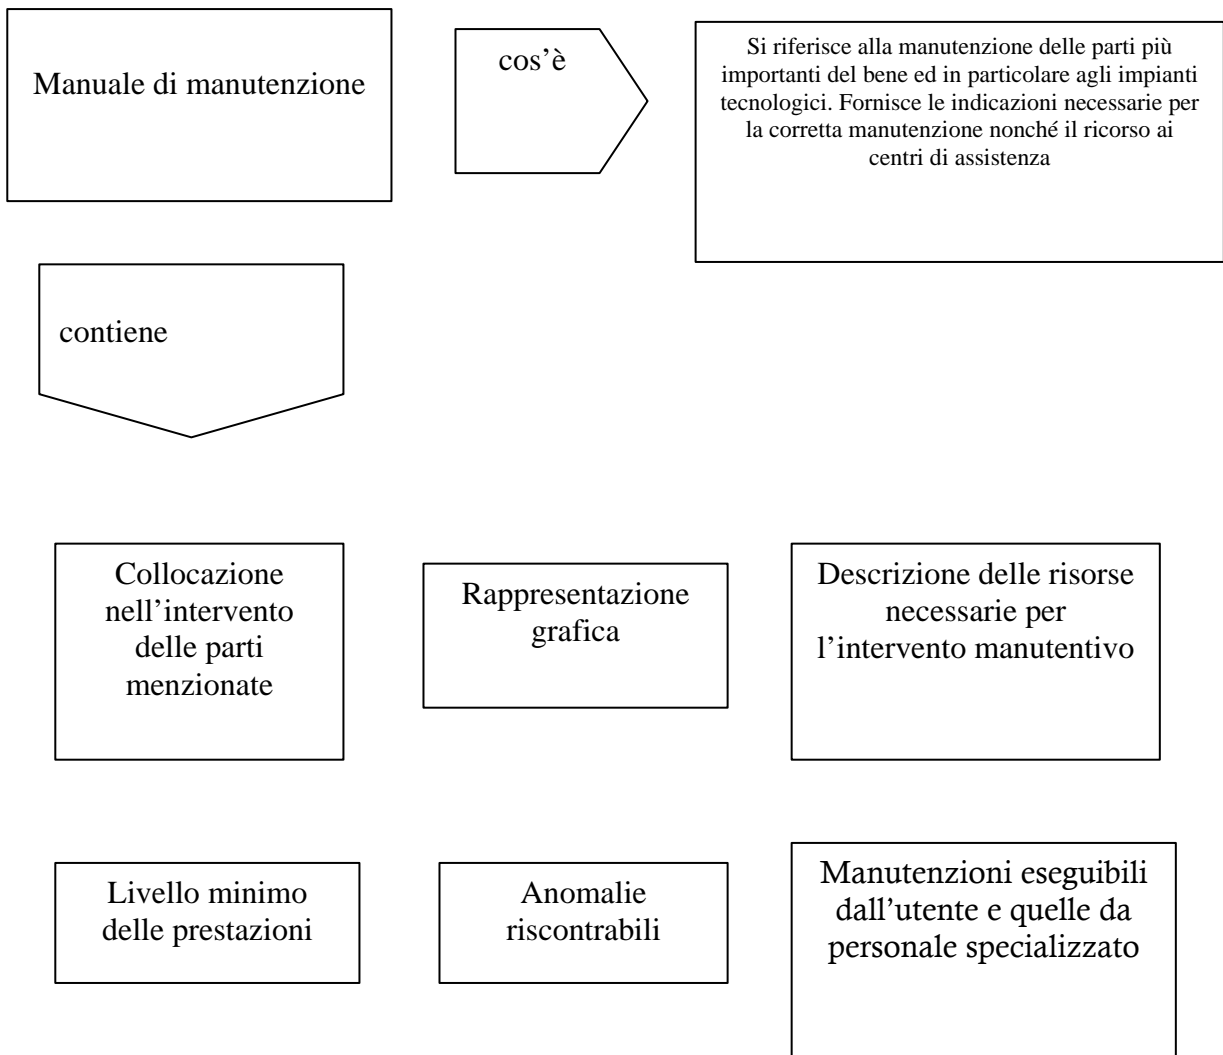 Manuale di manutenzione
cos’è
Si riferisce alla manutenzione delle parti più
importanti del bene ed in particolare agli impianti
tecnologici. Fornisce le indicazioni necessarie per
la corretta manutenzione nonché il ricorso ai
centri di assistenza
contiene
Collocazione
nell’intervento
delle parti
menzionate
Rappresentazione
grafica
Descrizione delle risorse
necessarie per
l’intervento manutentivo
Livello minimo
delle prestazioni
Anomalie
riscontrabili
Manutenzioni eseguibili
dall’utente e quelle da
personale specializzato